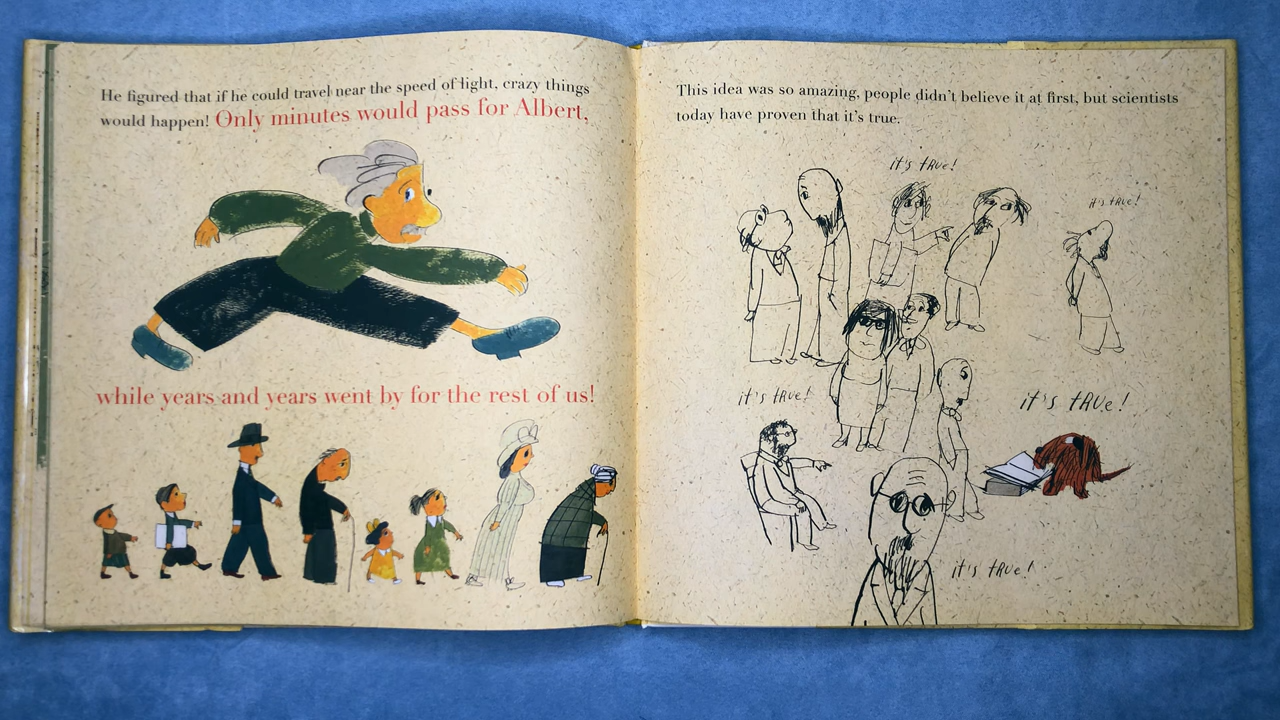 He figured that if he could travel near the speed of light, crazy things
would happen! Only minutes would pass for Albert,
while years and years went by for the rest of us!
This idea was so amazing, people didn't believe it at first, but scientists
today have proven that it's true.
it's tRue!
it's tRue!
it's tRue!
it's tRue!
it's tRue!